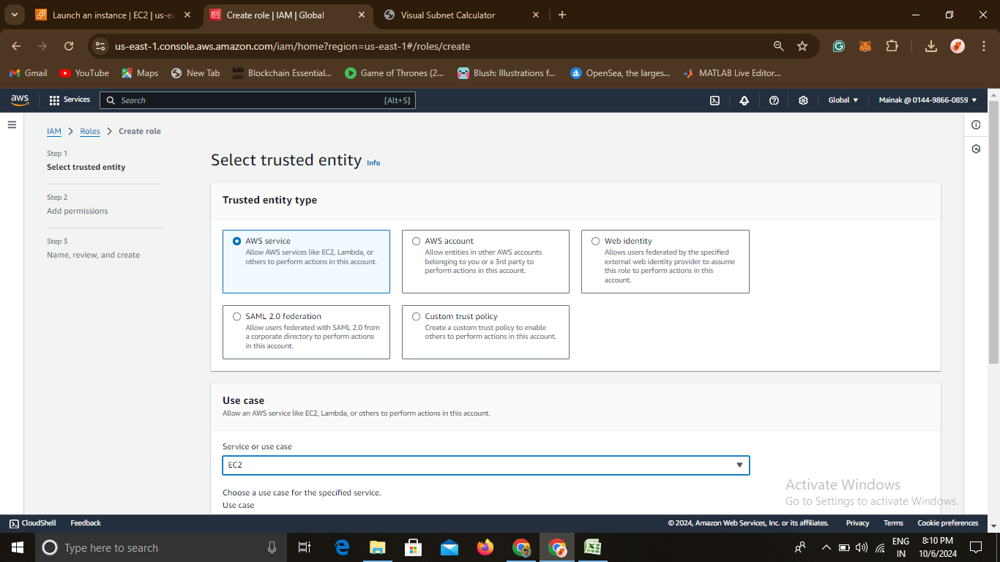 Launch an instance | EC2 | us-ea
Create role | IAM | Global
Visual Subnet Calculator
us-east-1.console.aws.amazon.com/iam/home?region=us-east-1#/roles/create
Gmail
YouTube
Maps
New Tab
Blockchain Essential...
Game of Thrones (2...
Blush: Illustrations f...
OpenSea, the larges...
MATLAB Live Editor...
aws
Services
Search
[Alt+S]
Global
Mainak @ 0144-9866-0859
IAM
Roles
Create role
Step 1
Select trusted entity
Step 2
Add permissions
Step 3
Name, review, and create
Select trusted entity Info
Trusted entity type
AWS service
Allow AWS services like EC2, Lambda, or
others to perform actions in this account.
AWS account
Allow entities in other AWS accounts
belonging to you or a 3rd party to
perform actions in this account.
Web identity
Allows users federated by the specified
external web identity provider to assume
this role to perform actions in this
account.
SAML 2.0 federation
Allow users federated with SAML 2.0 from
a corporate directory to perform actions
in this account.
Custom trust policy
Create a custom trust policy to enable
others to perform actions in this account.
Use case
Allow an AWS service like EC2, Lambda, or others to perform actions in this account.
Service or use case
EC2
Choose a use case for the specified service.
Use case
Activate Windows
Go to Settings to activate Windows.
CloudShell
Feedback
© 2024, Amazon Web Services, Inc. or its affiliates.
Privacy
Terms
Cookie preferences
Type here to search
ENG
IN
8:10 PM
10/6/2024